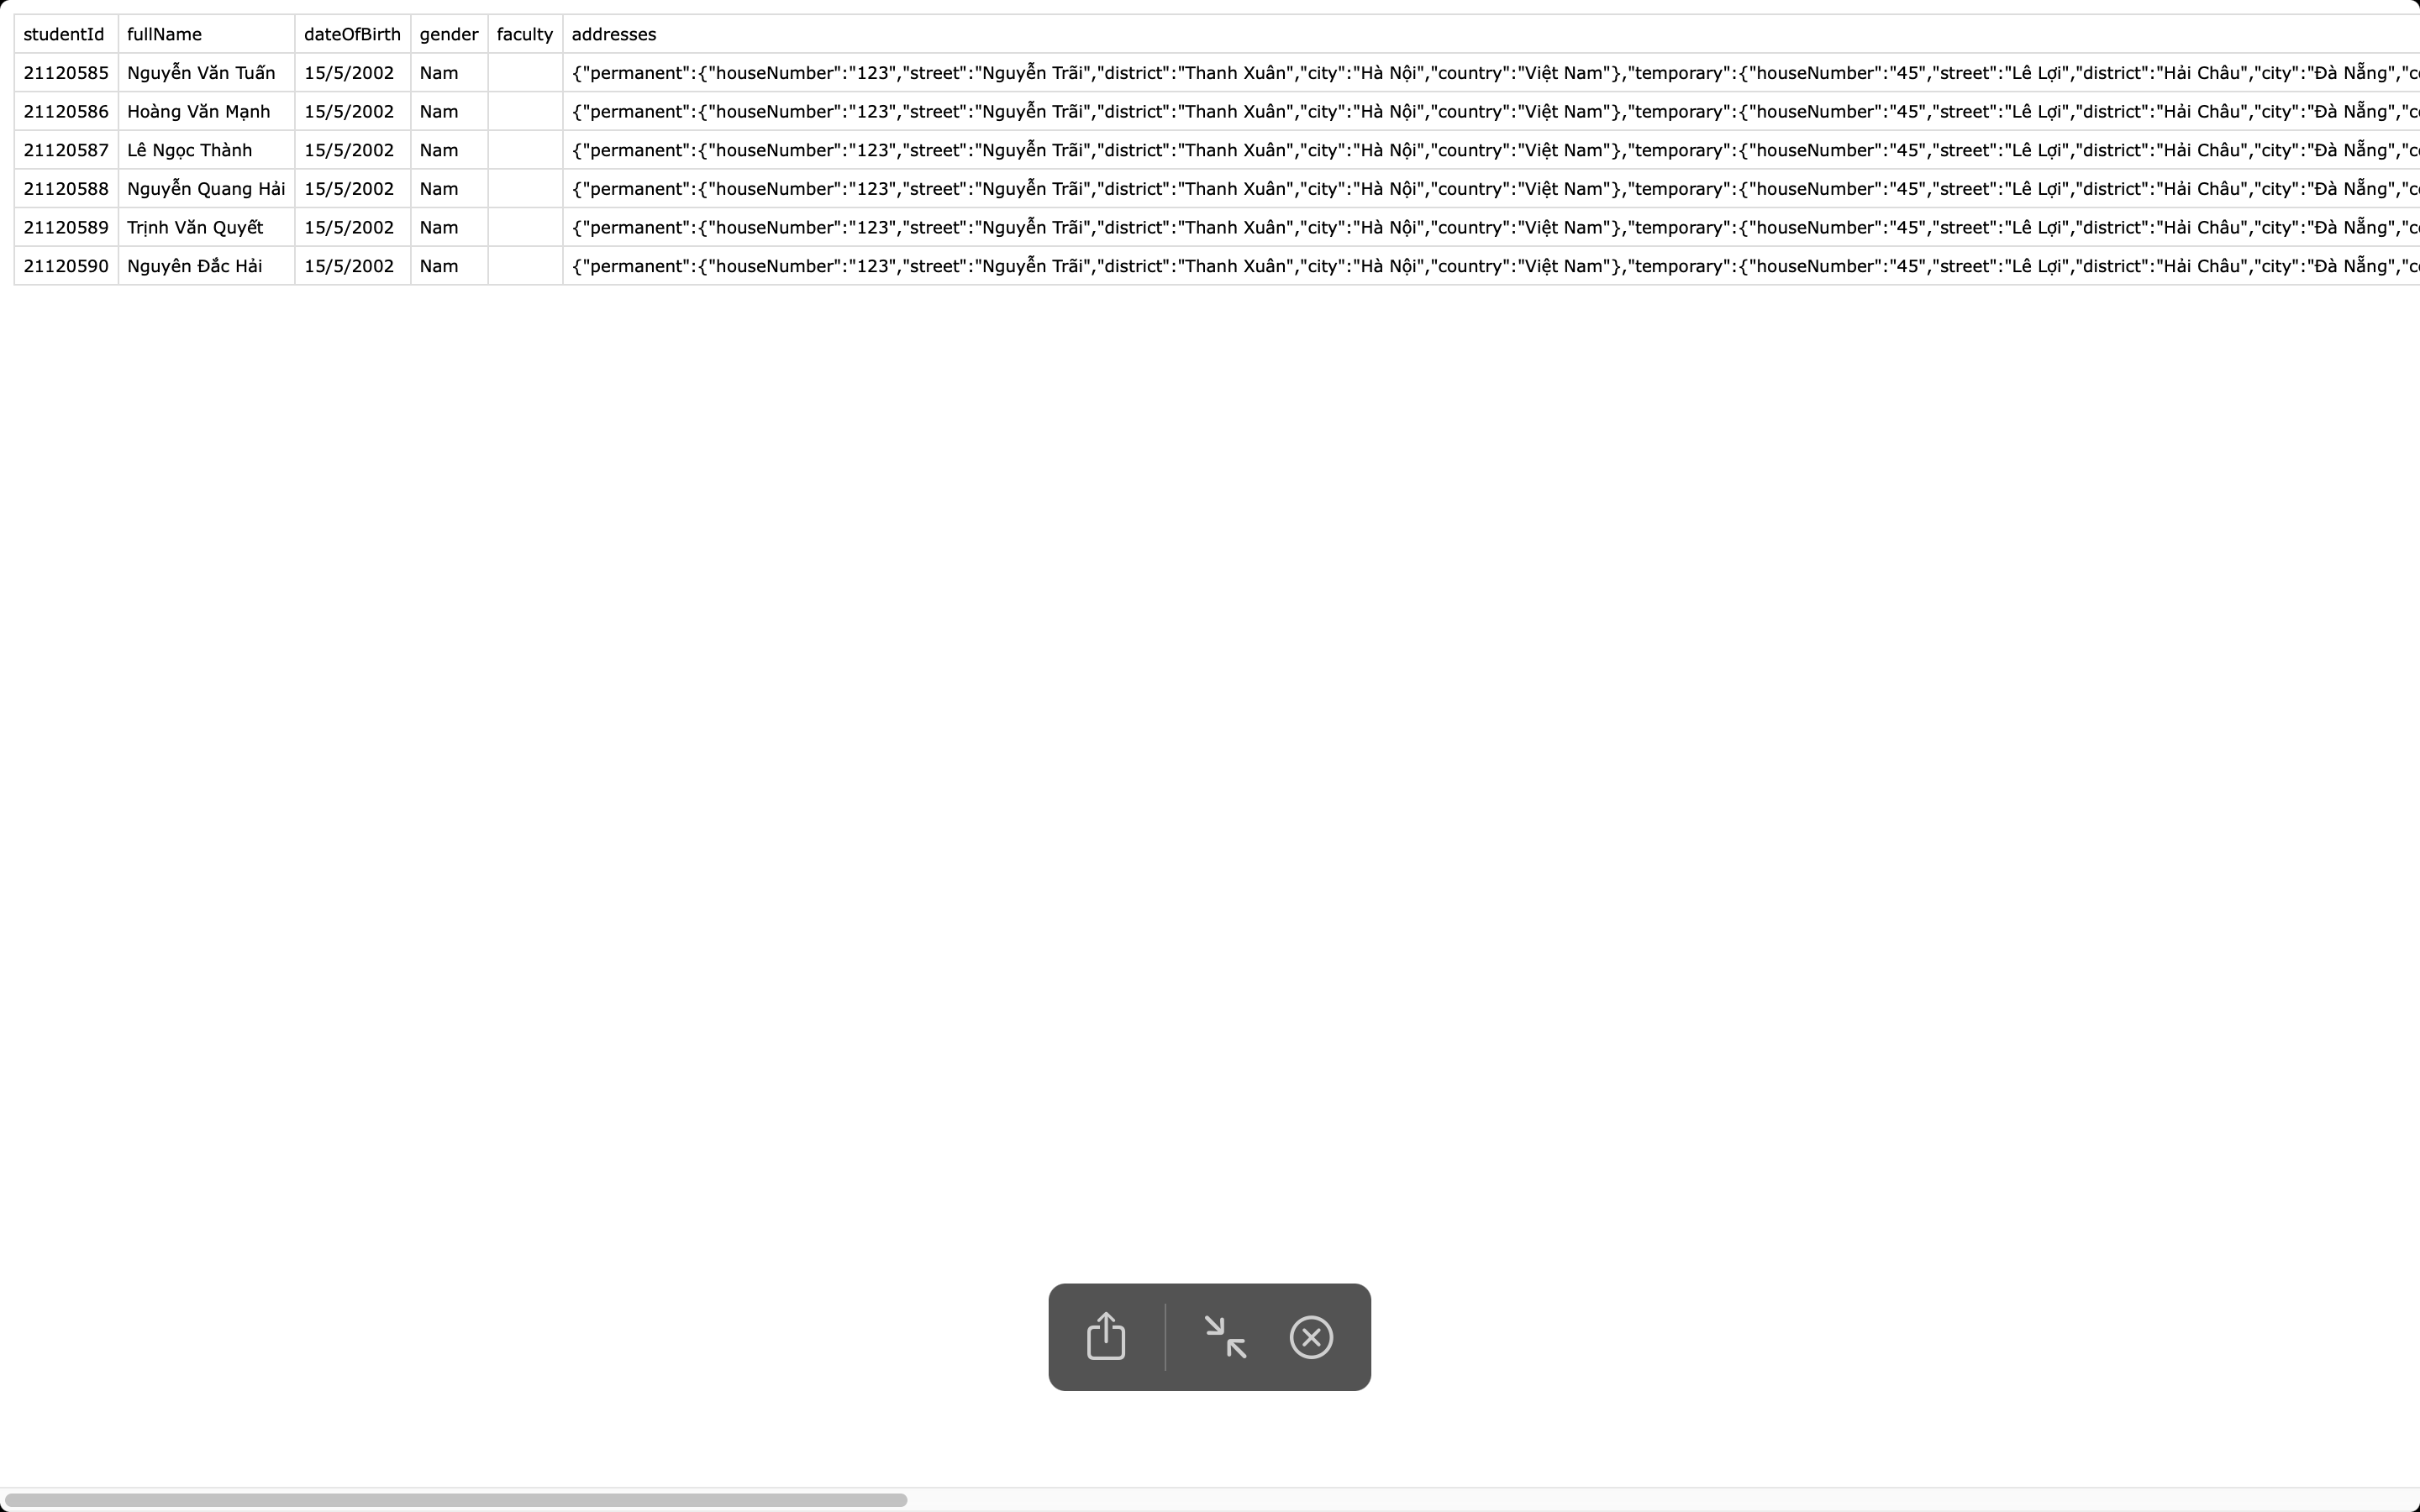 studentId fullName dateOfBirth gender faculty addresses
21120585 Nguyễn Văn Tuấn 15/5/2002 Nam {"permanent":{"houseNumber":"123","street":"Nguyễn Trãi","district":"Thanh Xuân","city":"Hà Nội","country":"Việt Nam"},"temporary":{"houseNumber":"45","street":"Lê Lợi","district":"Hải Châu","city":"Đà Nẵng","c
21120586 Hoàng Văn Mạnh 15/5/2002 Nam {"permanent":{"houseNumber":"123","street":"Nguyễn Trãi","district":"Thanh Xuân","city":"Hà Nội","country":"Việt Nam"},"temporary":{"houseNumber":"45","street":"Lê Lợi","district":"Hải Châu","city":"Đà Nẵng","c
21120587 Lê Ngọc Thành 15/5/2002 Nam {"permanent":{"houseNumber":"123","street":"Nguyễn Trãi","district":"Thanh Xuân","city":"Hà Nội","country":"Việt Nam"},"temporary":{"houseNumber":"45","street":"Lê Lợi","district":"Hải Châu","city":"Đà Nẵng","c
21120588 Nguyễn Quang Hải 15/5/2002 Nam {"permanent":{"houseNumber":"123","street":"Nguyễn Trãi","district":"Thanh Xuân","city":"Hà Nội","country":"Việt Nam"},"temporary":{"houseNumber":"45","street":"Lê Lợi","district":"Hải Châu","city":"Đà Nẵng","c
21120589 Trịnh Văn Quyết 15/5/2002 Nam {"permanent":{"houseNumber":"123","street":"Nguyễn Trãi","district":"Thanh Xuân","city":"Hà Nội","country":"Việt Nam"},"temporary":{"houseNumber":"45","street":"Lê Lợi","district":"Hải Châu","city":"Đà Nẵng","c
21120590 Nguyên Đắc Hải 15/5/2002 Nam {"permanent":{"houseNumber":"123","street":"Nguyễn Trãi","district":"Thanh Xuân","city":"Hà Nội","country":"Việt Nam"},"temporary":{"houseNumber":"45","street":"Lê Lợi","district":"Hải Châu","city":"Đà Nẵng","c